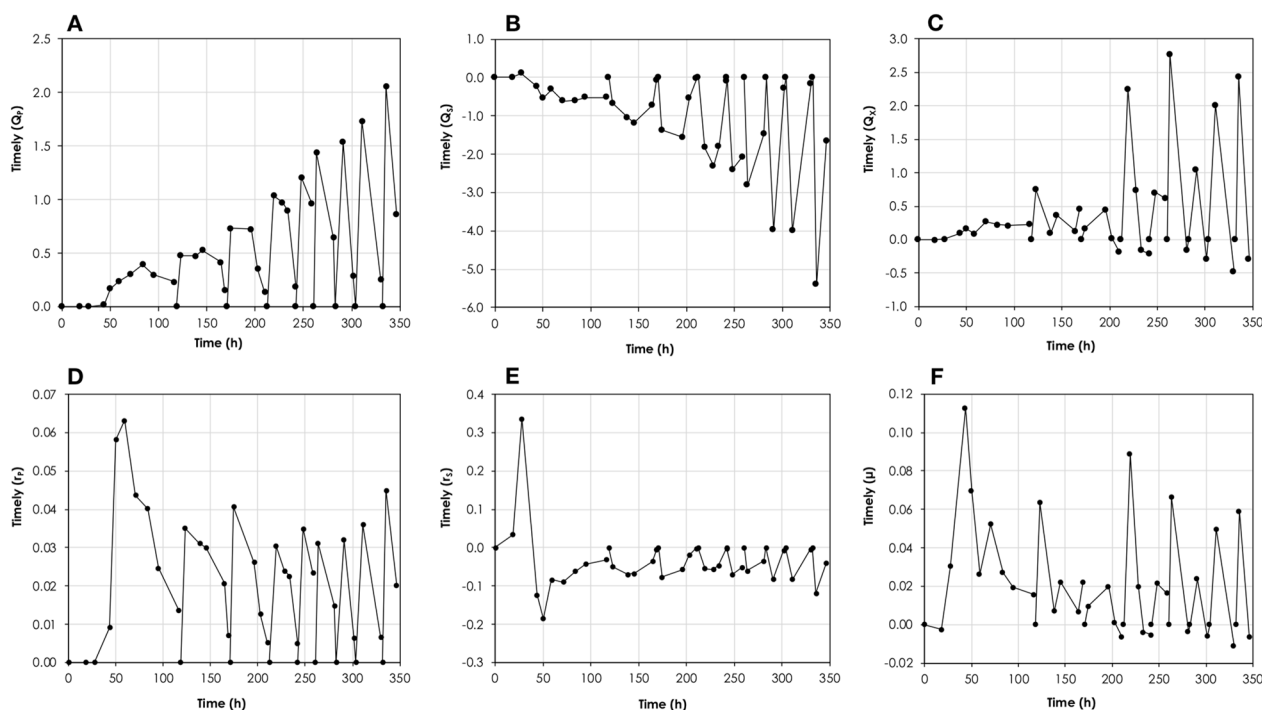 A
Timely (Qₚ)
2.5
2.0
1.5
1.0
0.5
0.0
0 50 100 150 200 250 300 350
Time (h)
B
Timely (Qₛ)
1.0
0.0
-1.0
-2.0
-3.0
-4.0
-5.0
-6.0
0 50 100 150 200 250 300 350
Time (h)
C
Timely (Qₓ)
3.0
2.5
2.0
1.5
1.0
0.5
0.0
-0.5
-1.0
0 50 100 150 200 250 300 350
Time (h)
D
Timely (rₚ)
0.07
0.06
0.05
0.04
0.03
0.02
0.01
0.00
0 50 100 150 200 250 300 350
Time (h)
E
Timely (rₛ)
0.4
0.3
0.2
0.1
0.0
-0.1
-0.2
-0.3
0 50 100 150 200 250 300 350
Time (h)
F
Timely (µ)
0.12
0.10
0.08
0.06
0.04
0.02
0.00
-0.02
0 50 100 150 200 250 300 350
Time (h)